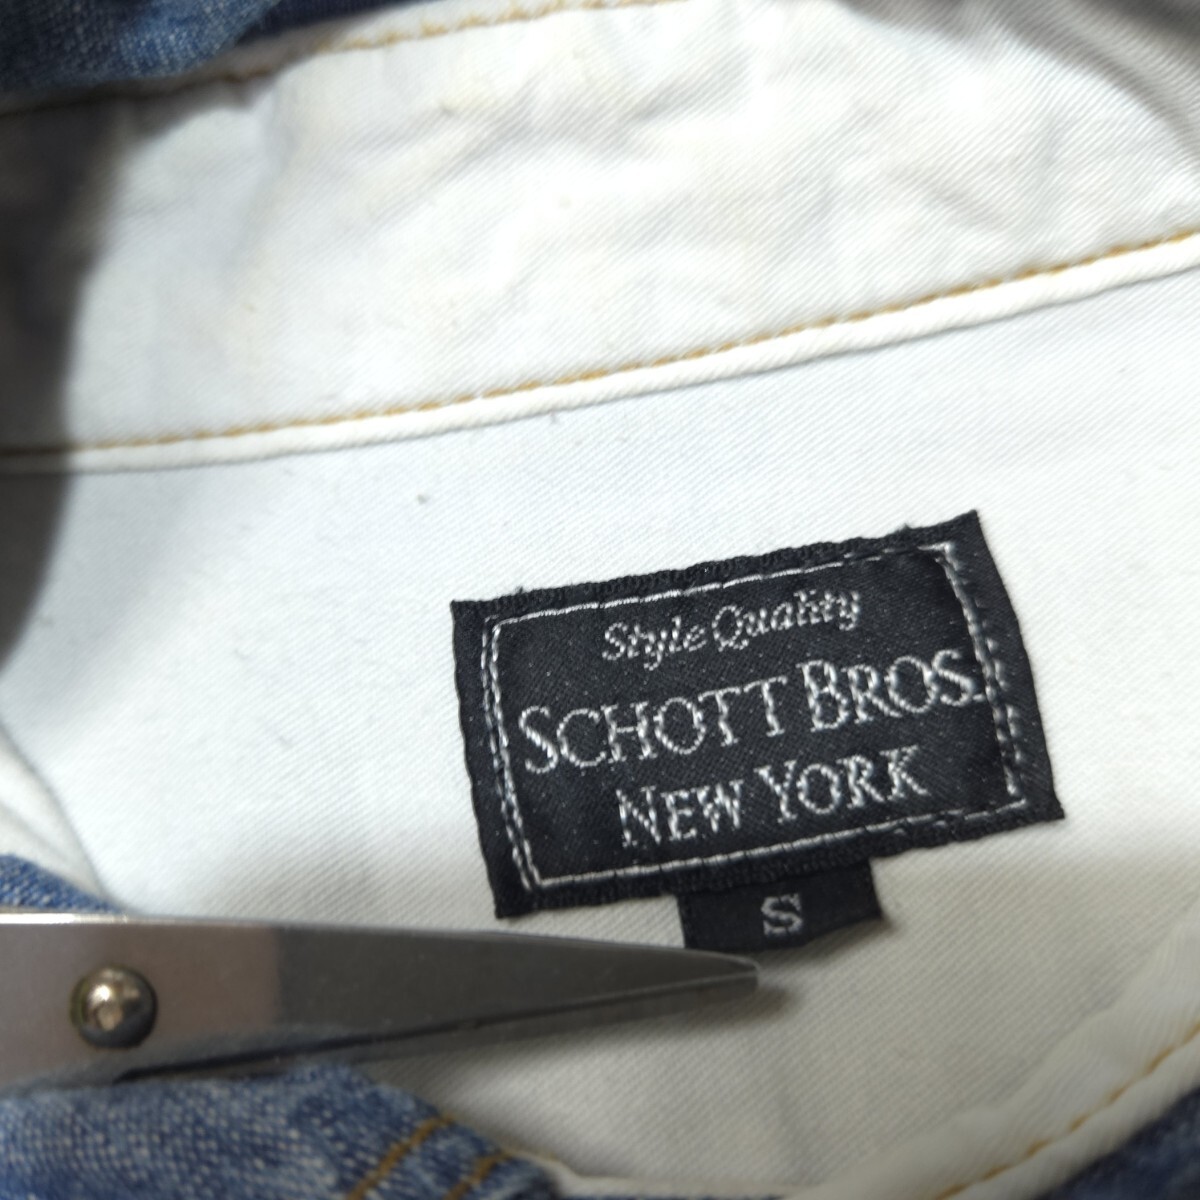 Style Quality
SCHOTT BROS.
NEW YORK
S